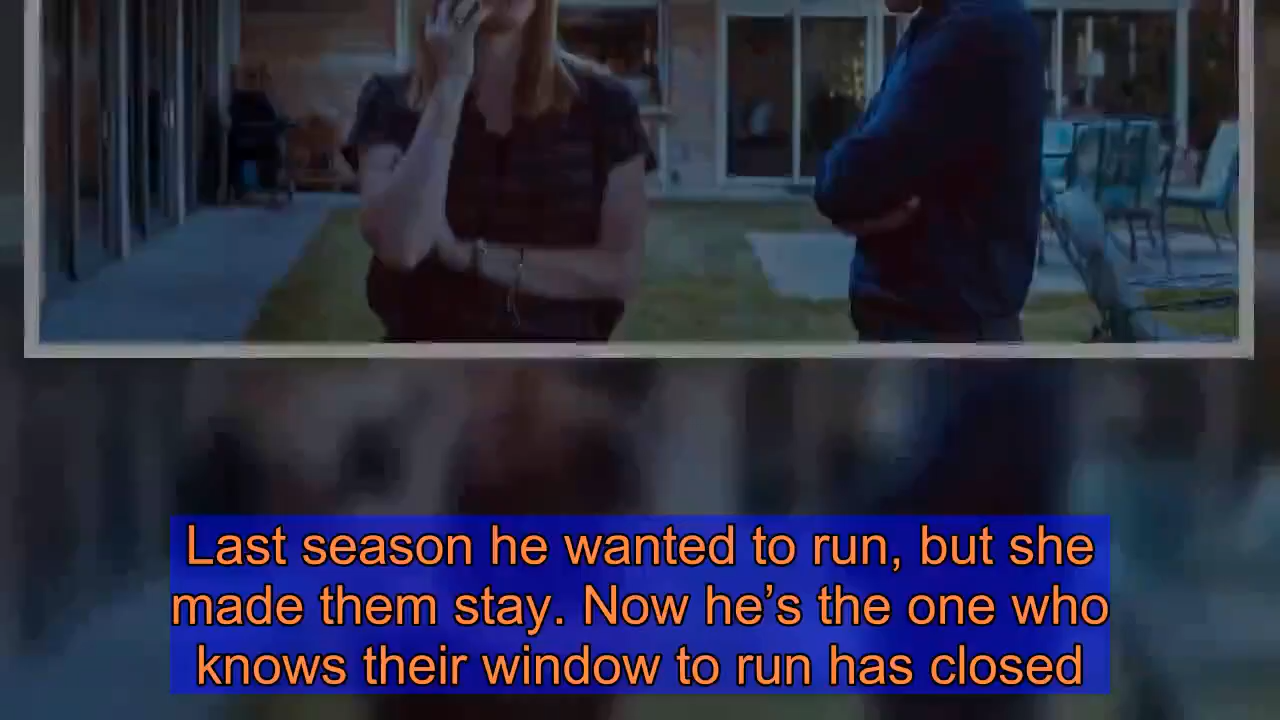 Last season he wanted to run, but she
made them stay. Now he’s the one who
knows their window to run has closed